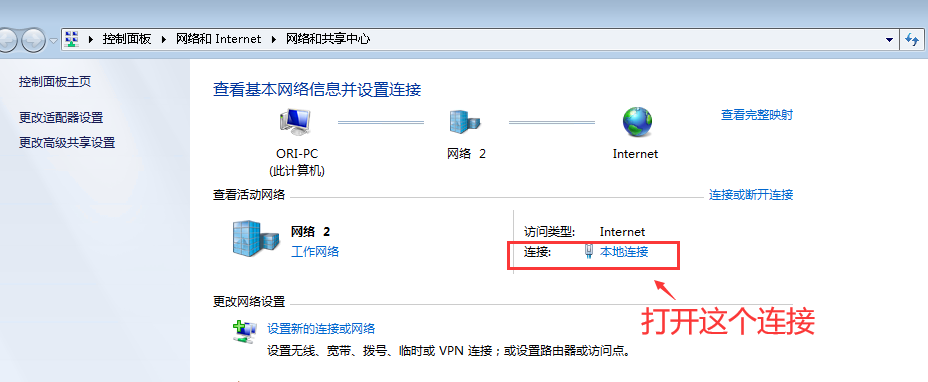 控制面板 ▸ 网络和 Internet ▸ 网络和共享中心
控制面板主页
更改适配器设置
更改高级共享设置
查看基本网络信息并设置连接
查看完整映射
ORI-PC
(此计算机)
网络 2
Internet
查看活动网络
连接或断开连接
网络 2
工作网络
访问类型: Internet
连接: 本地连接
打开这个连接
更改网络设置
设置新的连接或网络
设置无线、宽带、拨号、临时或 VPN 连接；或设置路由器或访问点。